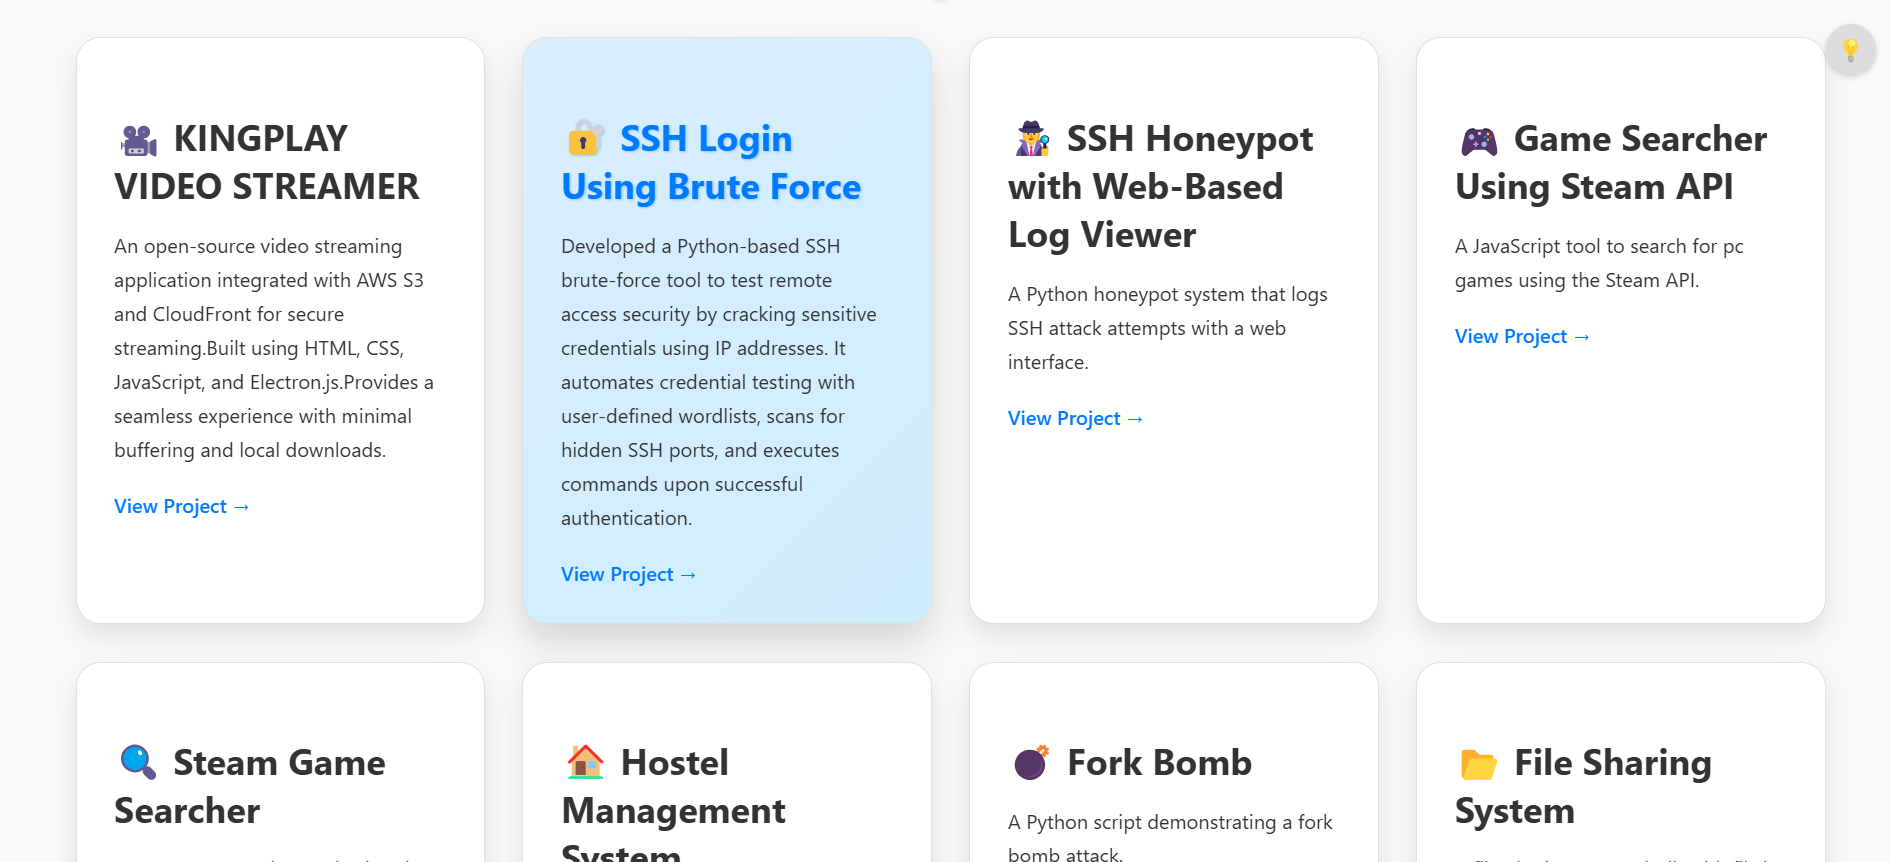 KINGPLAY
VIDEO STREAMER
An open-source video streaming
application integrated with AWS S3
and CloudFront for secure
streaming.Built using HTML, CSS,
JavaScript, and Electron.js.Provides a
seamless experience with minimal
buffering and local downloads.
View Project →
SSH Login
Using Brute Force
Developed a Python-based SSH
brute-force tool to test remote
access security by cracking sensitive
credentials using IP addresses. It
automates credential testing with
user-defined wordlists, scans for
hidden SSH ports, and executes
commands upon successful
authentication.
View Project →
SSH Honeypot
with Web-Based
Log Viewer
A Python honeypot system that logs
SSH attack attempts with a web
interface.
View Project →
Game Searcher
Using Steam API
A JavaScript tool to search for pc
games using the Steam API.
View Project →
Steam Game
Searcher
Hostel
Management
System
Fork Bomb
A Python script demonstrating a fork
bomb attack.
File Sharing
System